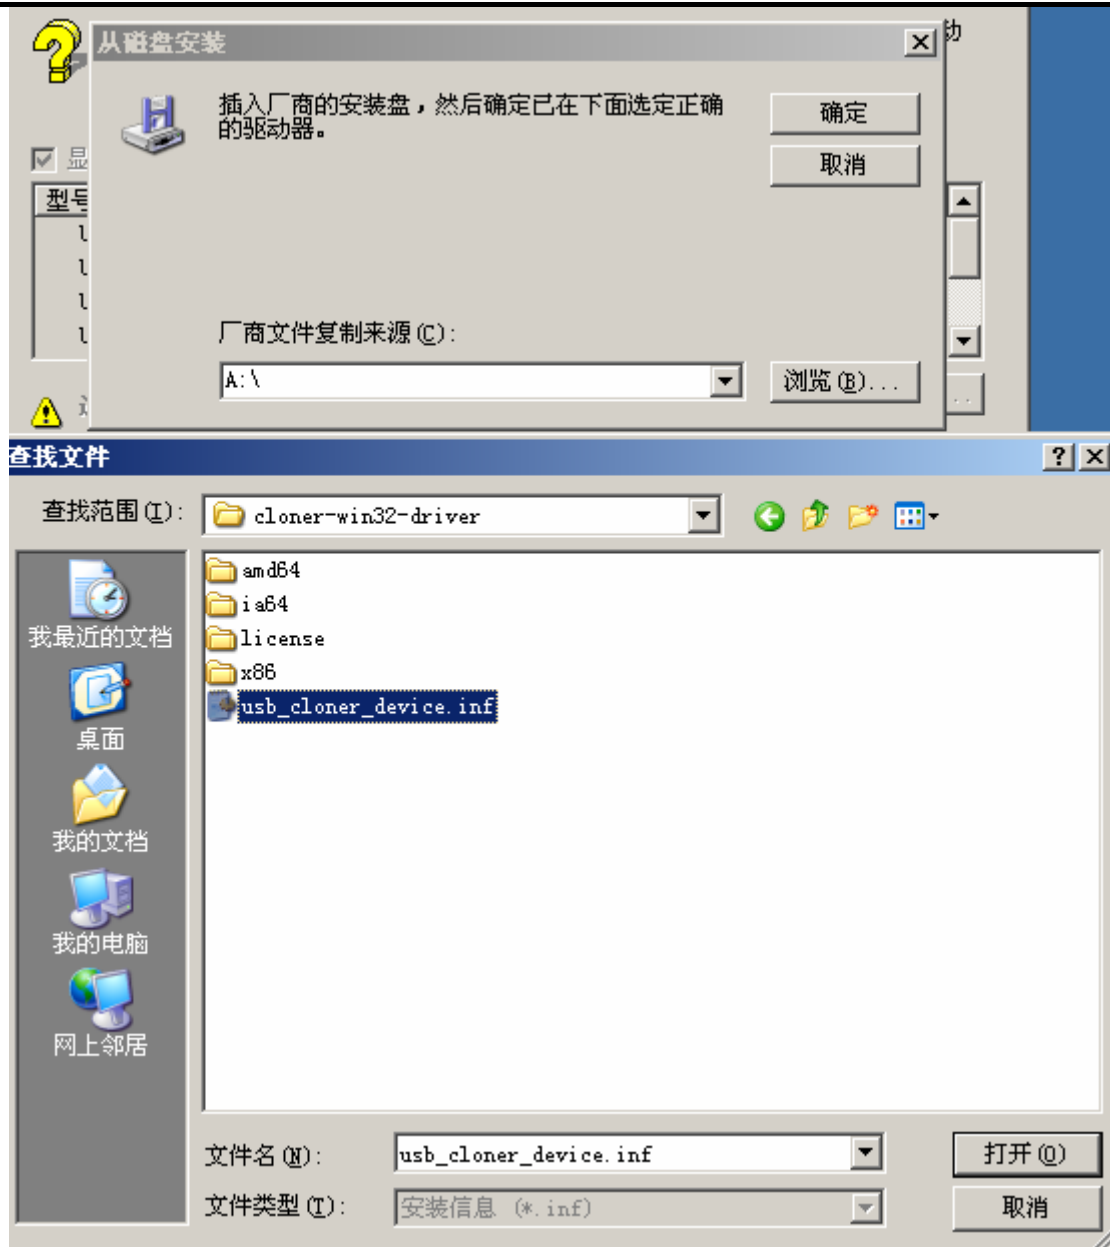 从磁盘安装
动
插入厂商的安装盘，然后确定已在下面选定正确
的驱动器。
确定
取消
显
型号
厂商文件复制来源(C):
A:\
浏览(B)...
查找文件
查找范围(I):
cloner-win32-driver
amd64
ia64
license
x86
usb_cloner_device.inf
我最近的文档
桌面
我的文档
我的电脑
网上邻居
文件名(N):
usb_cloner_device.inf
打开(O)
文件类型(T):
安装信息 (*.inf)
取消